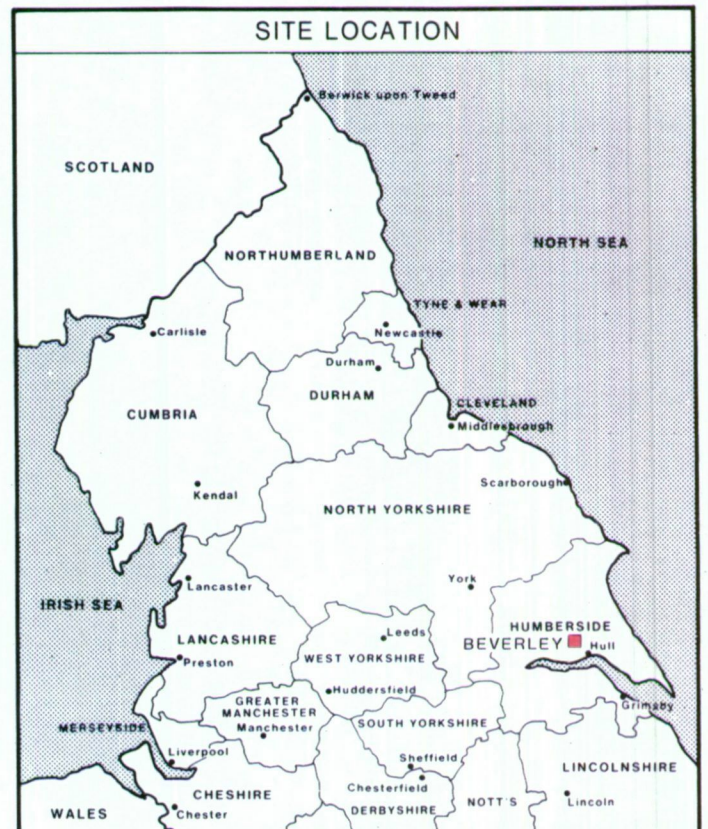 SITE LOCATION
Berwick upon Tweed
SCOTLAND
NORTH SEA
NORTHUMBERLAND
TYNE & WEAR
Carlisle
Newcastle
Durham
DURHAM
CLEVELAND
CUMBRIA
Middlesbrough
Scarborough
Kendal
NORTH YORKSHIRE
York
Lancaster
IRISH SEA
HUMBERSIDE
LANCASHIRE
Leeds
BEVERLEY
Hull
WEST YORKSHIRE
Preston
Huddersfield
GREATER
MANCHESTER
Grimsby
MERSEYSIDE
Manchester
SOUTH YORKSHIRE
Liverpool
Sheffield
LINCOLNSHIRE
Chesterfield
CHESHIRE
NOTT'S
Lincoln
WALES
Chester
DERBYSHIRE